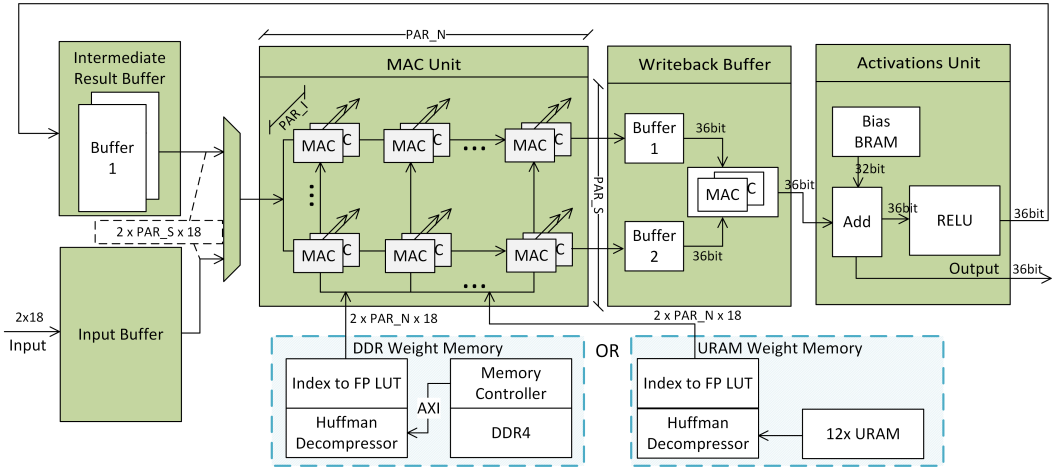 PAR_N
Intermediate
Result Buffer
Buffer
1
MAC Unit
PAR_I
MAC
C
MAC
C
MAC
C
...
...
MAC
C
MAC
C
MAC
C
...
PAR_S
Writeback Buffer
Buffer
1
36bit
MAC
C
36bit
Buffer
2
36bit
Activations Unit
Bias
BRAM
32bit
Add
36bit
RELU
36bit
Output
36bit
2 x PAR_S x 18
2x18
Input
Input Buffer
2 x PAR_N x 18
2 x PAR_N x 18
DDR Weight Memory
Index to FP LUT
Huffman
Decompressor
AXI
Memory
Controller
DDR4
OR
URAM Weight Memory
Index to FP LUT
Huffman
Decompressor
12x URAM